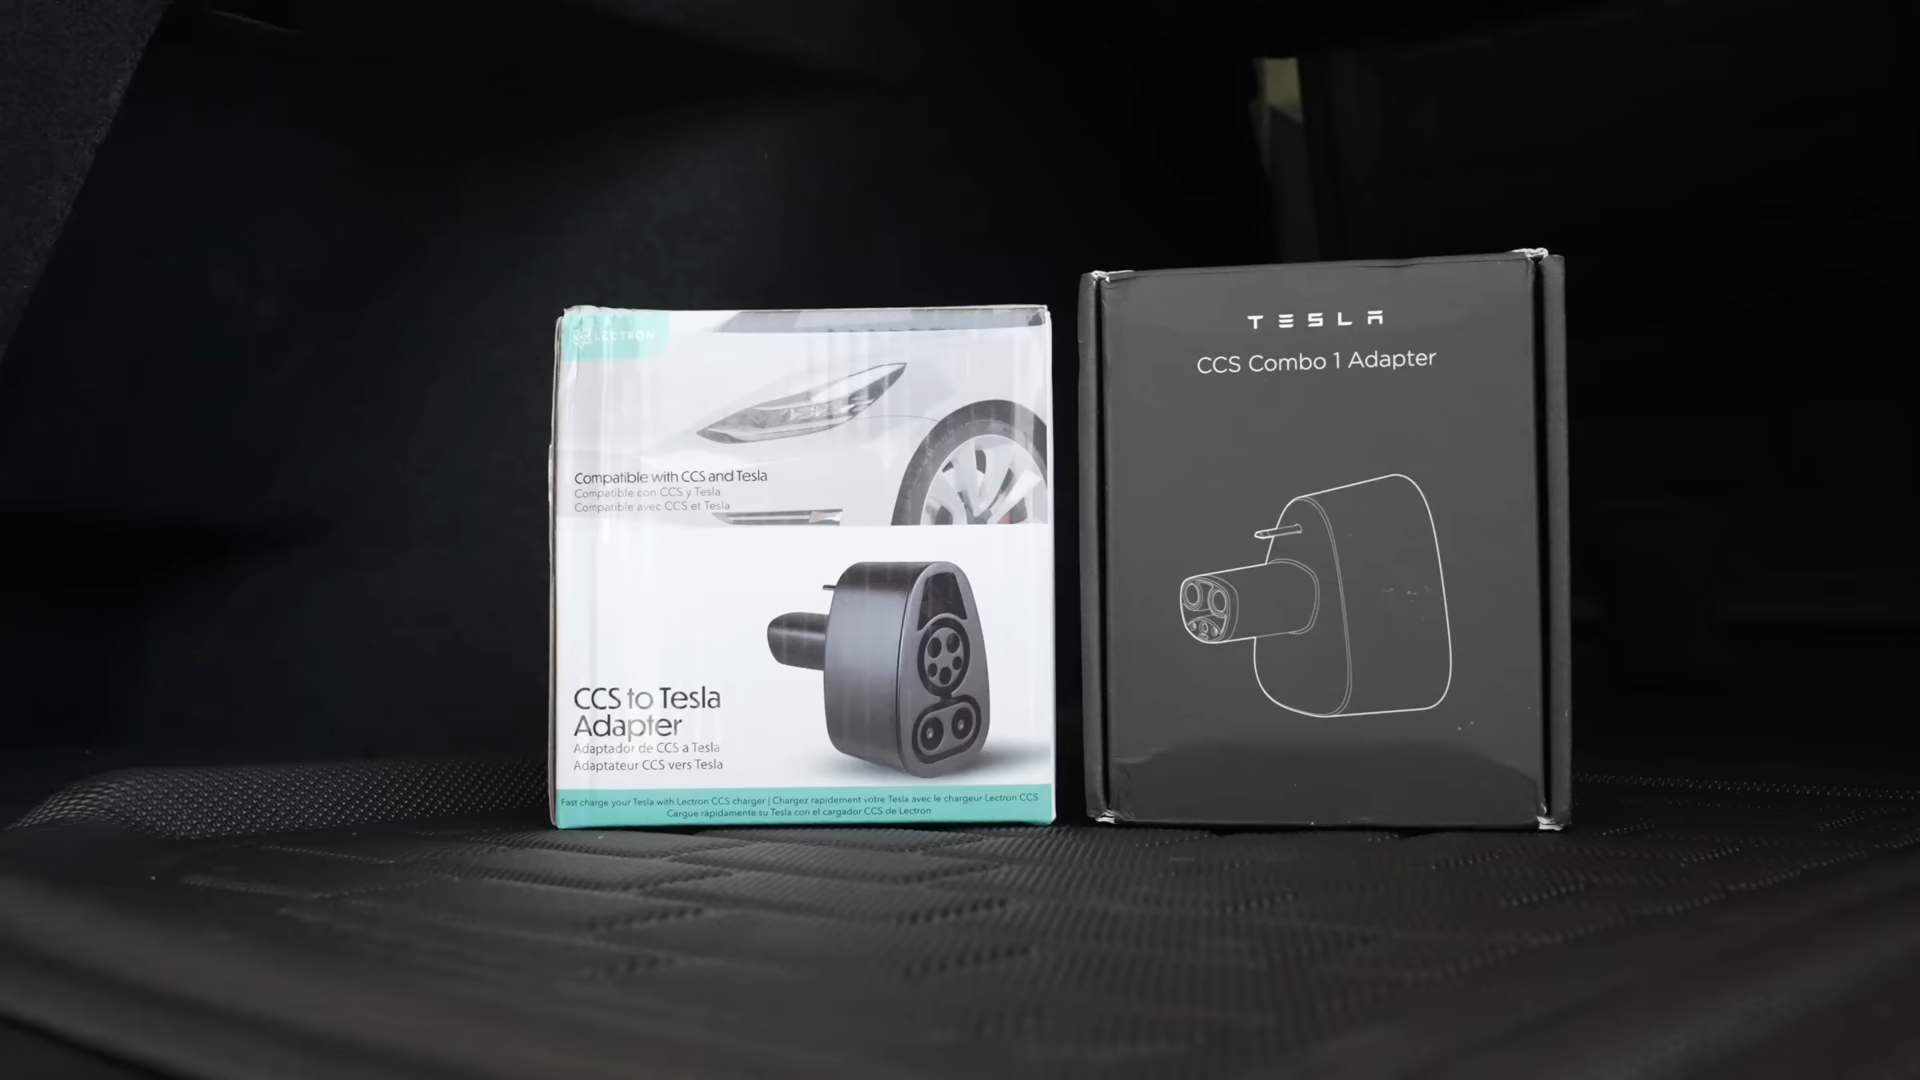 LECTRON
Compatible with CCS and Tesla
Compatible con CCS y Tesla
Compatible avec CCS et Tesla
CCS to Tesla
Adapter
Adaptador de CCS a Tesla
Adaptateur CCS vers Tesla
Fast charge your Tesla with Lectron CCS charger | Chargez rapidement votre Tesla avec le chargeur Lectron CCS
Cargue rápidamente su Tesla con el cargador CCS de Lectron
TESLA
CCS Combo 1 Adapter